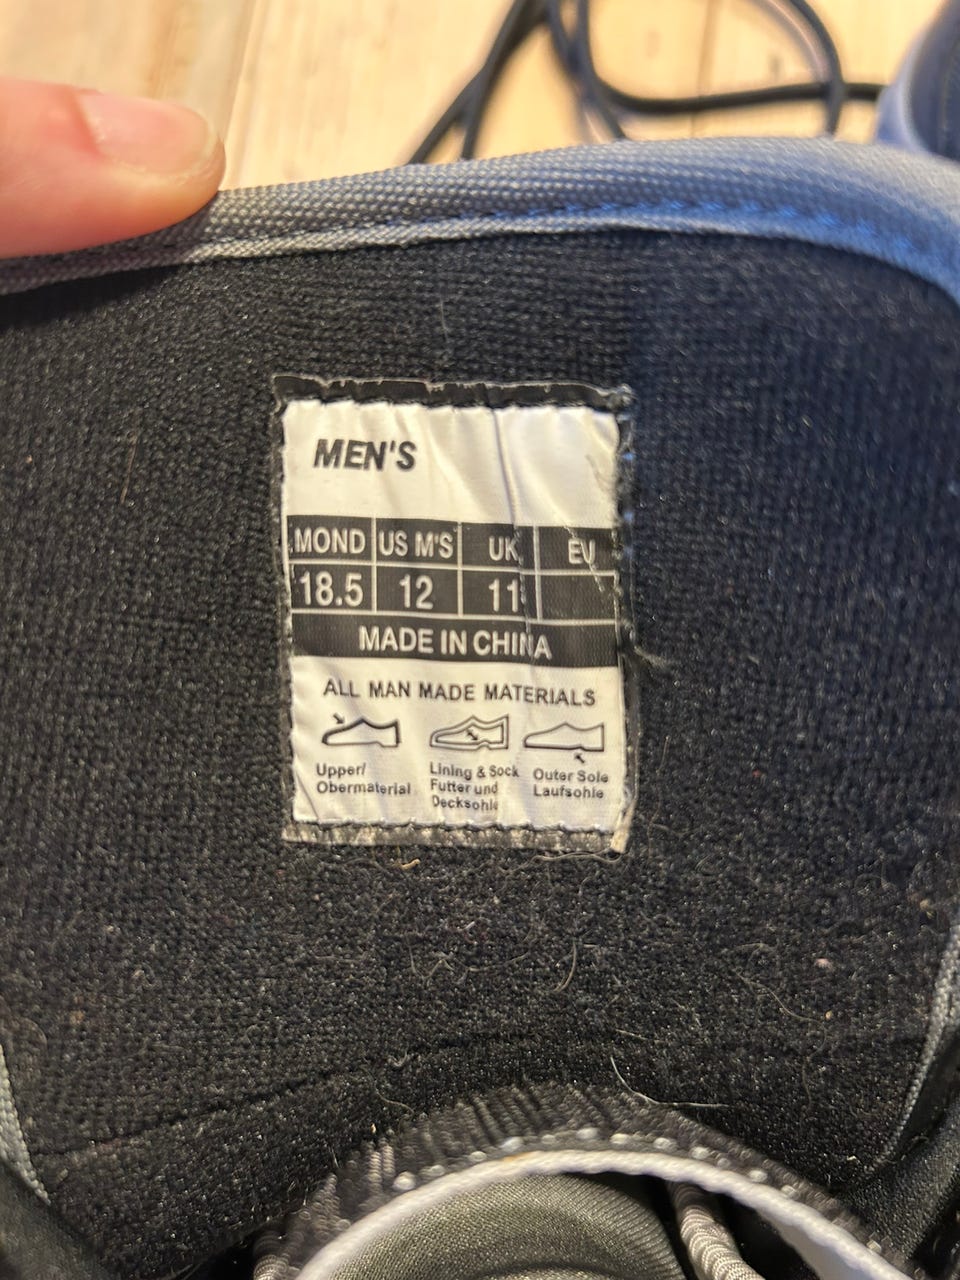 MEN'S
MOND US M'S UK EU
18.5 12 11
MADE IN CHINA
ALL MAN MADE MATERIALS
Upper/ Lining & Sock Outer Sole
Obermaterial Futter und Laufsohle
Decksohle